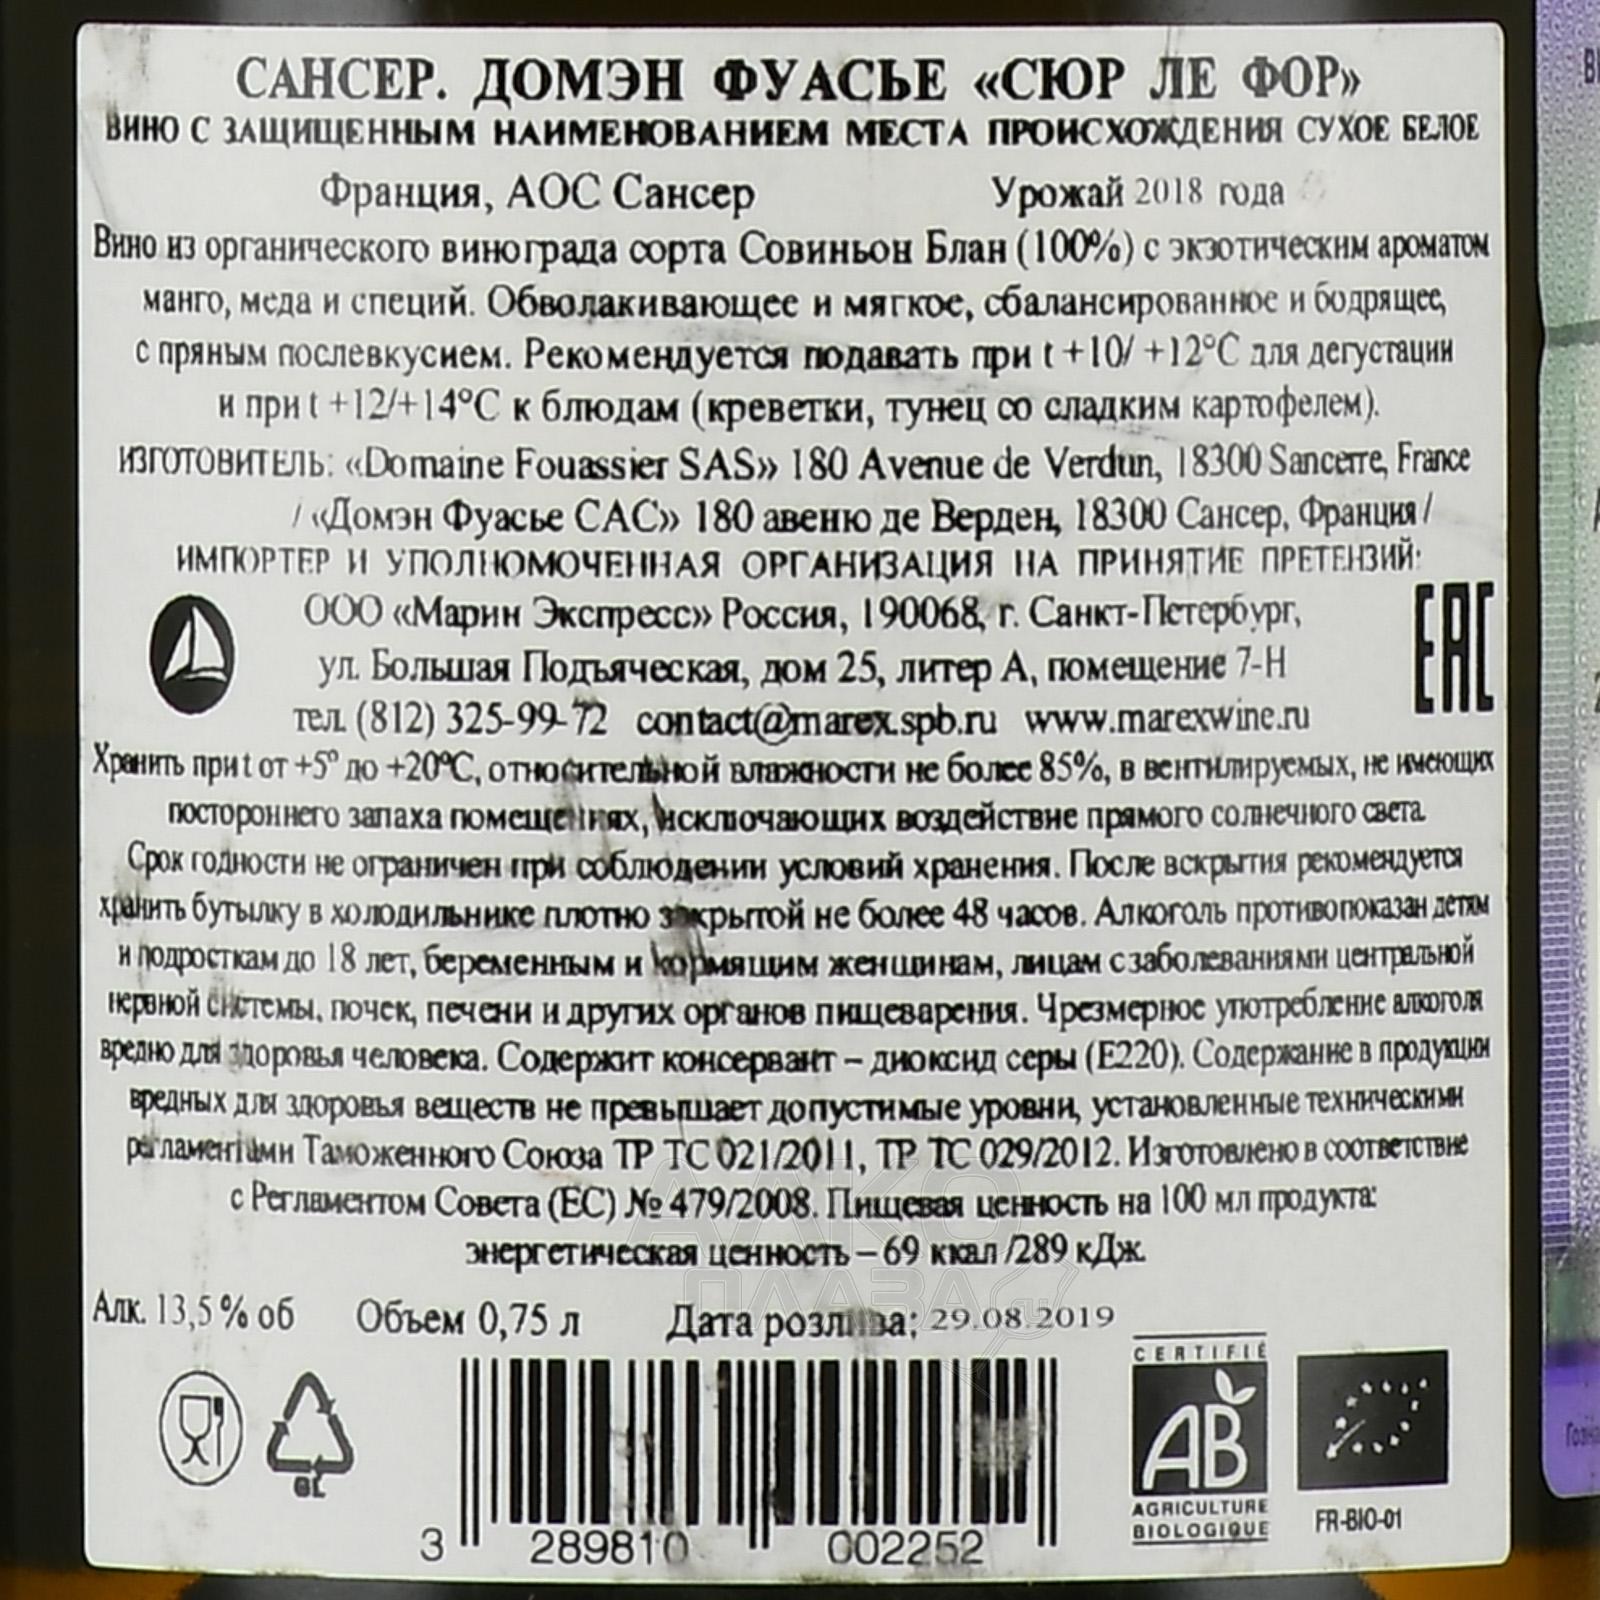 САНСЕР. ДОМЭН ФУАСЬЕ «СЮР ЛЕ ФОР»
ВИНО С ЗАЩИЩЕННЫМ НАИМЕНОВАНИЕМ МЕСТА ПРОИСХОЖДЕНИЯ СУХОЕ БЕЛОЕ
Франция, АОС Сансер Урожай 2018 года
Вино из органического винограда сорта Совиньон Блан (100%) с экзотическим ароматом
манго, меда и специй. Обволакивающее и мягкое, сбалансированное и бодрящее,
с пряным послевкусием. Рекомендуется подавать при t +10/ +12°C для дегустации
и при t +12/+14°C к блюдам (креветки, тунец со сладким картофелем).
ИЗГОТОВИТЕЛЬ: «Domaine Fouassier SAS» 180 Avenue de Verdun, 18300 Sancerre, France
/ «Домэн Фуасье САС» 180 авеню де Верден, 18300 Сансер, Франция /
ИМПОРТЕР И УПОЛНОМОЧЕННАЯ ОРГАНИЗАЦИЯ НА ПРИНЯТИЕ ПРЕТЕНЗИЙ:
ООО «Марин Экспресс» Россия, 190068, г. Санкт-Петербург,
ул. Большая Подъяческая, дом 25, литер А, помещение 7-Н
EAC
тел. (812) 325-99-72 contact@marex.spb.ru www.marexwine.ru
Хранить при t от +5° до +20°C, относительной влажности не более 85%, в вентилируемых, не имеющих
постороннего запаха помещениях, исключающих воздействие прямого солнечного света.
Срок годности не ограничен при соблюдении условий хранения. После вскрытия рекомендуется
хранить бутылку в холодильнике плотно закрытой не более 48 часов. Алкоголь противопоказан детям
и подросткам до 18 лет, беременным и кормящим женщинам, лицам с заболеваниями центральной
нервной системы, почек, печени и других органов пищеварения. Чрезмерное употребление алкоголя
вредно для здоровья человека. Содержит консервант – диоксид серы (E220). Содержание в продукции
вредных для здоровья веществ не превышает допустимые уровни, установленные техническими
регламентами Таможенного Союза ТР ТС 021/2011, ТР ТС 029/2012. Изготовлено в соответствие
с Регламентом Совета (ЕС) № 479/2008. Пищевая ценность на 100 мл продукта:
энергетическая ценность – 69 ккал /289 кДж.
АЛКО
ПЛАЗА.ru
Алк. 13,5 % об Объем 0,75 л Дата розлива: 29.08.2019
GL
3 289810 002252
CERTIFIÉ
AB
AGRICULTURE
BIOLOGIQUE
FR-BIO-01